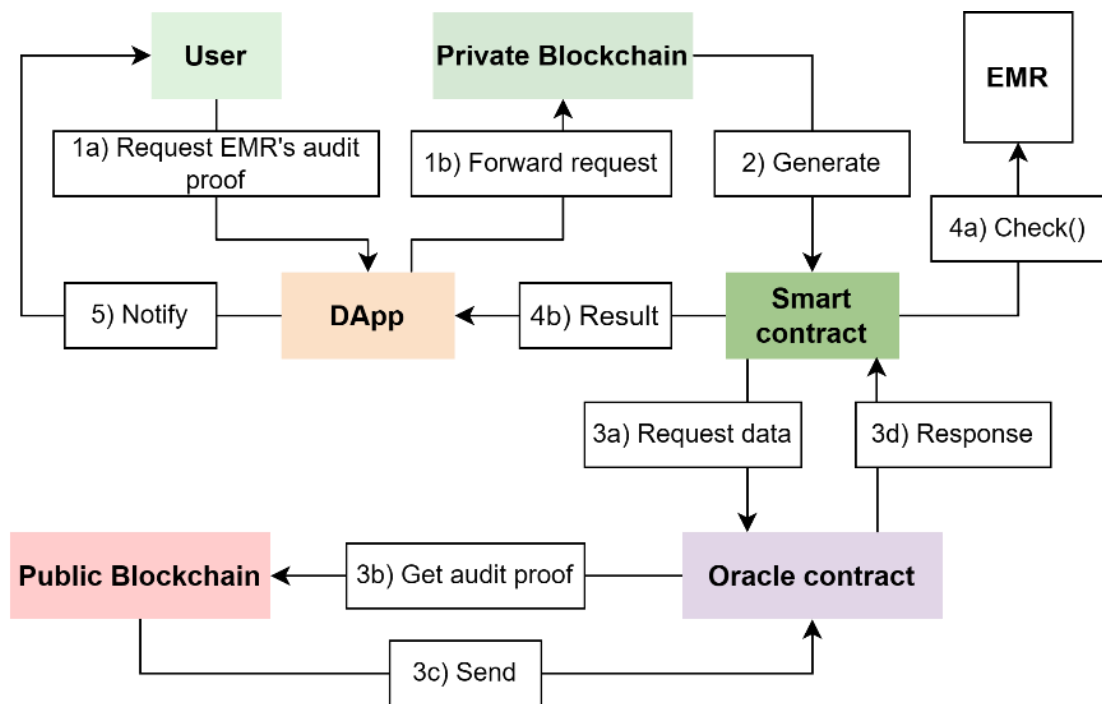 User
Private Blockchain
EMR
1a) Request EMR's audit
proof
1b) Forward request
2) Generate
4a) Check()
5) Notify
DApp
4b) Result
Smart
contract
3a) Request data
3d) Response
Public Blockchain
3b) Get audit proof
Oracle contract
3c) Send